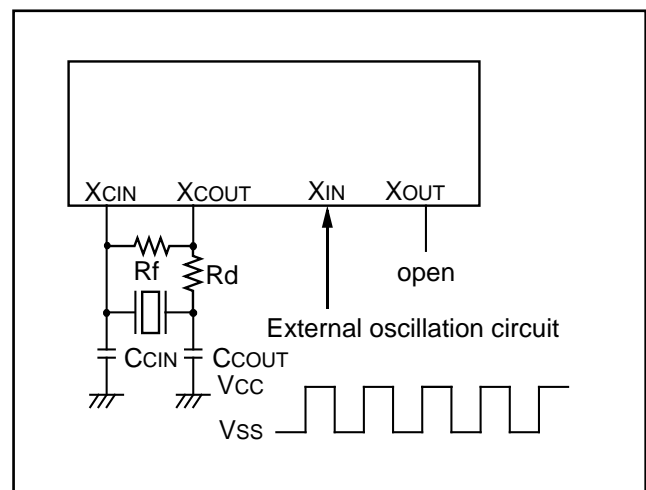 XCIN XCOUT XIN XOUT
Rf Rd
open
External oscillation circuit
CCIN CCOUT
VCC
VSS